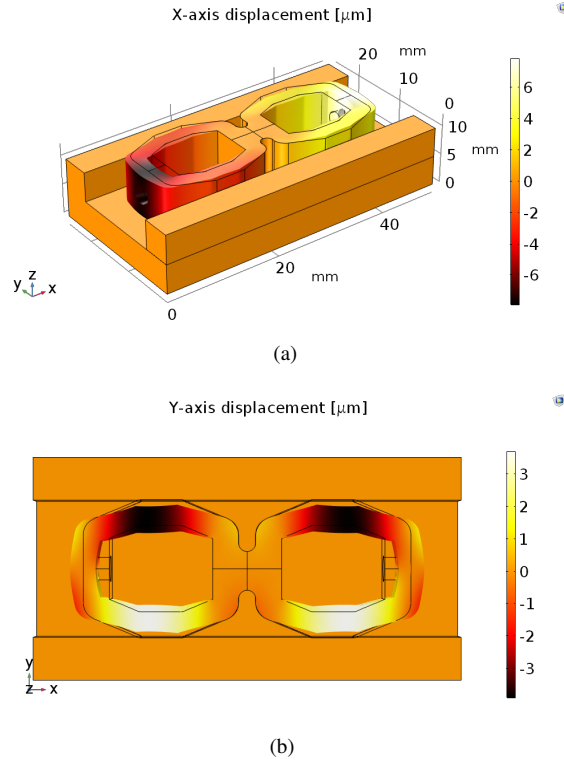 X-axis displacement [μm]
20 mm
10
0
10
5 mm
0
40
20
mm
0
y z x
6
4
2
0
-2
-4
-6
(a)
Y-axis displacement [μm]
3
2
1
0
-1
-2
-3
y
z x
(b)